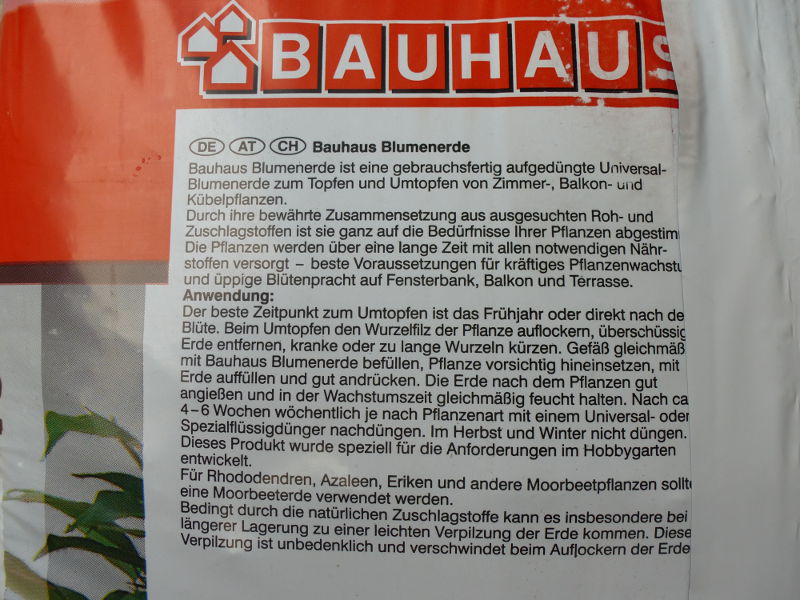 BAUHAUS
DE AT CH Bauhaus Blumenerde
Bauhaus Blumenerde ist eine gebrauchsfertig aufgedüngte Universal-
Blumenerde zum Topfen und Umtopfen von Zimmer-, Balkon- und
Kübelpflanzen.
Durch ihre bewährte Zusammensetzung aus ausgesuchten Roh- und
Zuschlagstoffen ist sie ganz auf die Bedürfnisse Ihrer Pflanzen abgestim
Die Pflanzen werden über eine lange Zeit mit allen notwendigen Nähr-
stoffen versorgt – beste Voraussetzungen für kräftiges Pflanzenwachstu
und üppige Blütenpracht auf Fensterbank, Balkon und Terrasse.
Anwendung:
Der beste Zeitpunkt zum Umtopfen ist das Frühjahr oder direkt nach de
Blüte. Beim Umtopfen den Wurzelfilz der Pflanze auflockern, überschüssig
Erde entfernen, kranke oder zu lange Wurzeln kürzen. Gefäß gleichmäß
mit Bauhaus Blumenerde befüllen, Pflanze vorsichtig hineinsetzen, mit
Erde auffüllen und gut andrücken. Die Erde nach dem Pflanzen gut
angießen und in der Wachstumszeit gleichmäßig feucht halten. Nach ca
4–6 Wochen wöchentlich je nach Pflanzenart mit einem Universal- oder
Spezialflüssigdünger nachdüngen. Im Herbst und Winter nicht düngen.
Dieses Produkt wurde speziell für die Anforderungen im Hobbygarten
entwickelt.
Für Rhododendren, Azaleen, Eriken und andere Moorbeetpflanzen sollt
eine Moorbeeterde verwendet werden.
Bedingt durch die natürlichen Zuschlagstoffe kann es insbesondere bei
längerer Lagerung zu einer leichten Verpilzung der Erde kommen. Diese
Verpilzung ist unbedenklich und verschwindet beim Auflockern der Erde